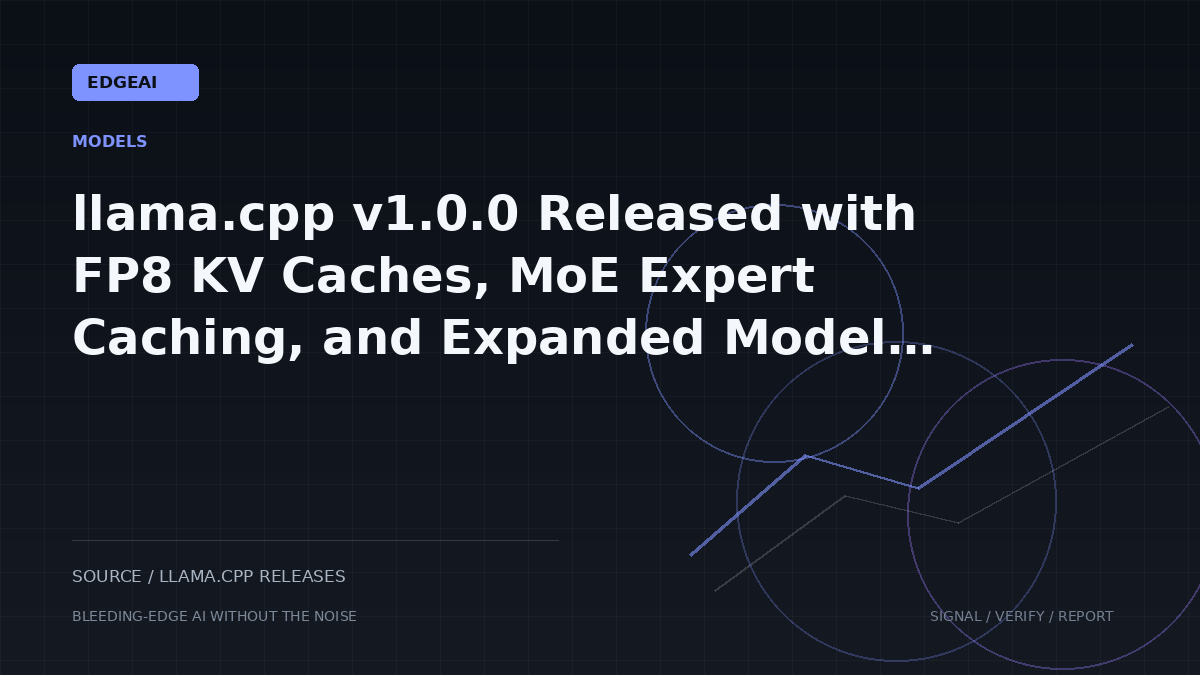 EDGEAI
MODELS
llama.cpp v1.0.0 Released with
FP8 KV Caches, MoE Expert
Caching, and Expanded Model…
SOURCE / LLAMA.CPP RELEASES
BLEEDING-EDGE AI WITHOUT THE NOISE
SIGNAL / VERIFY / REPORT